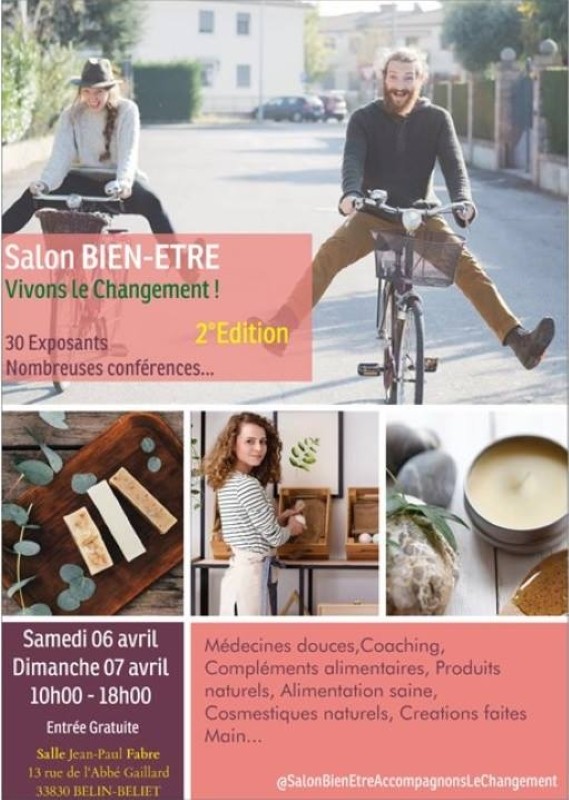 Salon BIEN-ETRE
Vivons le Changement !
2°Edition
30 Exposants
Nombreuses conférences...
Samedi 06 avril
Dimanche 07 avril
10h00 - 18h00
Entrée Gratuite
Salle Jean-Paul Fabre
13 rue de l'Abbé Gaillard
33830 BELIN-BELIET
Médecines douces,Coaching,
Compléments alimentaires, Produits
naturels, Alimentation saine,
Cosmestiques naturels, Creations faites
Main...
@SalonBienEtreAccompagnonsLeChangement